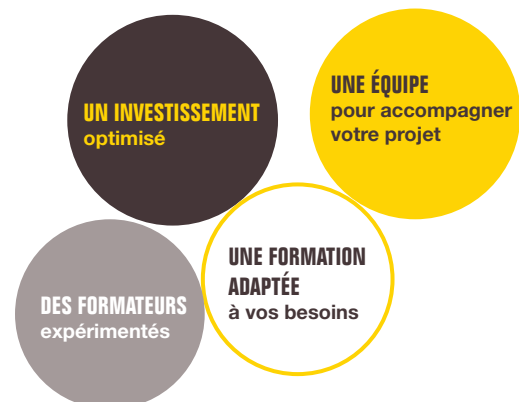 UN INVESTISSEMENT
optimisé
UNE ÉQUIPE
pour accompagner
votre projet
UNE FORMATION
ADAPTÉE
à vos besoins
DES FORMATEURS
expérimentés